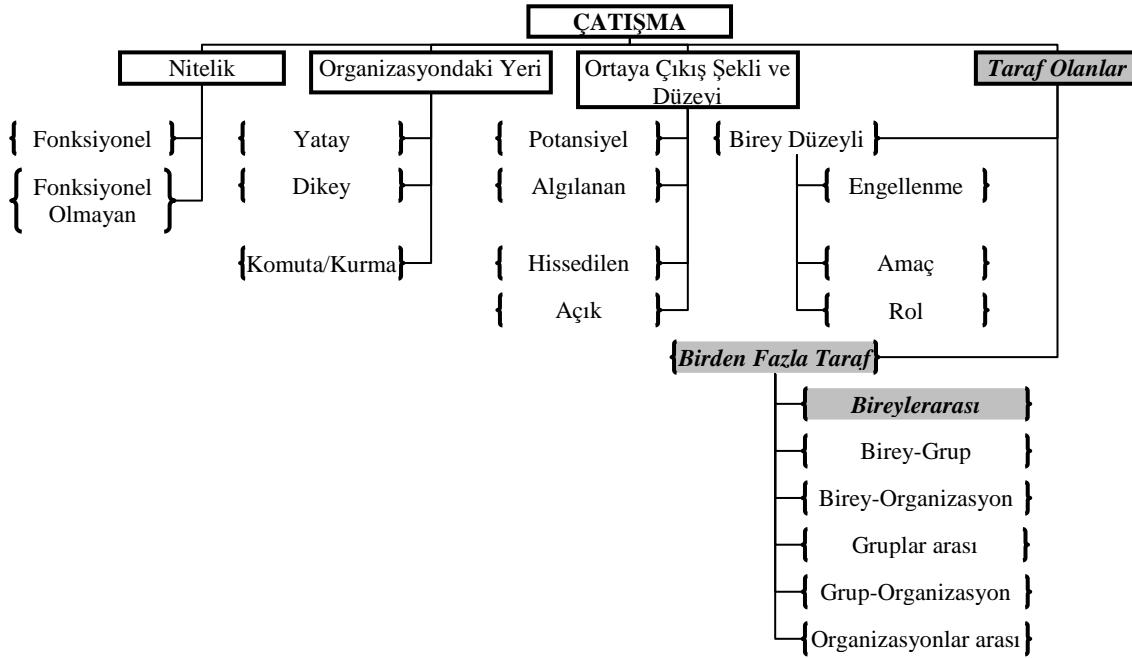 ÇATIŞMA
Nitelik
Organizasyondaki Yeri
Ortaya Çıkış Şekli ve
Düzeyi
Taraf Olanlar
Fonksiyonel
Fonksiyonel
Olmayan
Yatay
Dikey
Komuta/Kurma
Potansiyel
Algılanan
Hissedilen
Açık
Birey Düzeyli
Engellenme
Amaç
Rol
Birden Fazla Taraf
Bireylerarası
Birey-Grup
Birey-Organizasyon
Gruplar arası
Grup-Organizasyon
Organizasyonlar arası